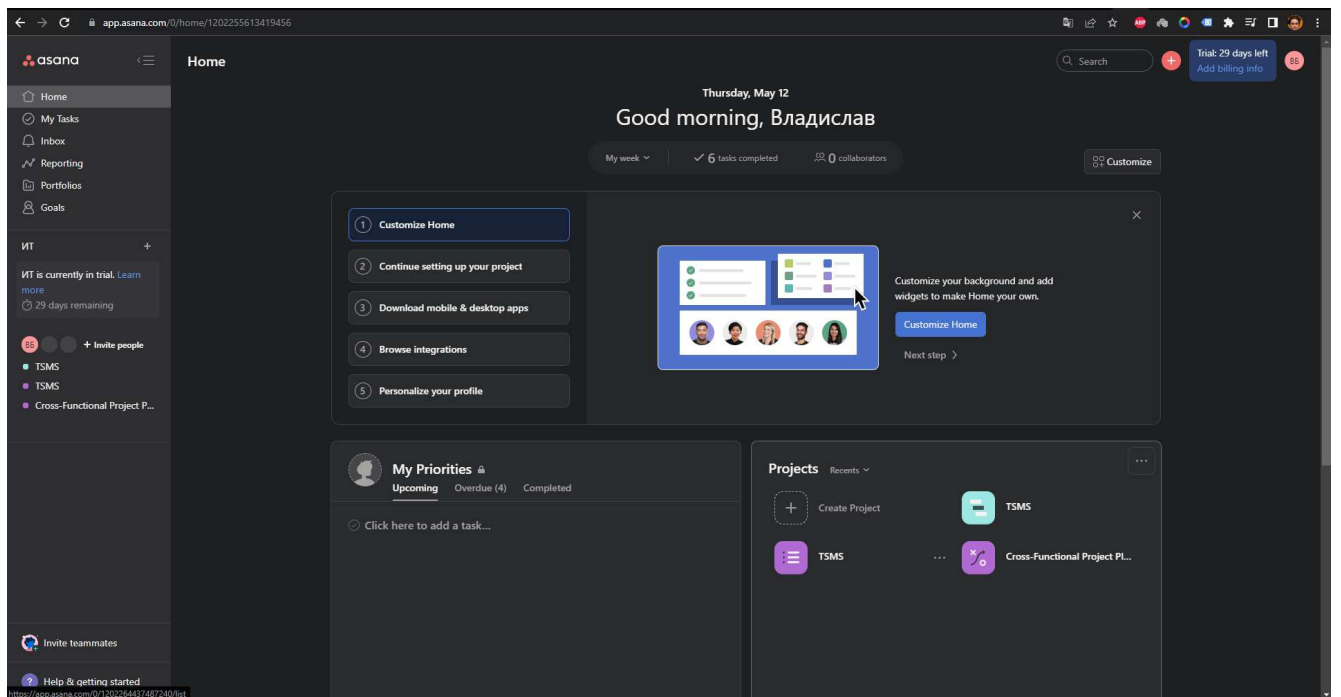 app.asana.com/0/home/1202255613419456
ABP
asana
Home
Search
Trial: 29 days left
Add billing info
ВБ
Home
My Tasks
Inbox
Reporting
Portfolios
Goals
ИТ
ИТ is currently in trial. Learn
more
29 days remaining
ВБ
+ Invite people
TSMS
TSMS
Cross-Functional Project P...
Invite teammates
? Help & getting started
https://app.asana.com/0/1202264437487240/list
Thursday, May 12
Good morning, Владислав
My week
6 tasks completed
0 collaborators
Customize
1 Customize Home
2 Continue setting up your project
3 Download mobile & desktop apps
4 Browse integrations
5 Personalize your profile
Customize your background and add
widgets to make Home your own.
Customize Home
Next step
My Priorities
Upcoming Overdue (4) Completed
Click here to add a task...
Projects Recents
Create Project
TSMS
TSMS
Cross-Functional Project Pl...